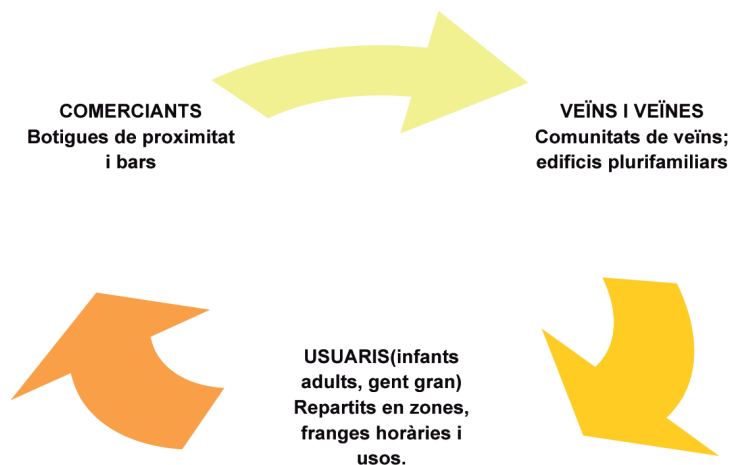 COMERCIANTS
Botigues de proximitat
i bars
VEÏNS I VEÏNES
Comunitats de veïns;
edificis plurifamiliars
USUARIS(infants
adults, gent gran)
Repartits en zones,
franges horàries i
usos.